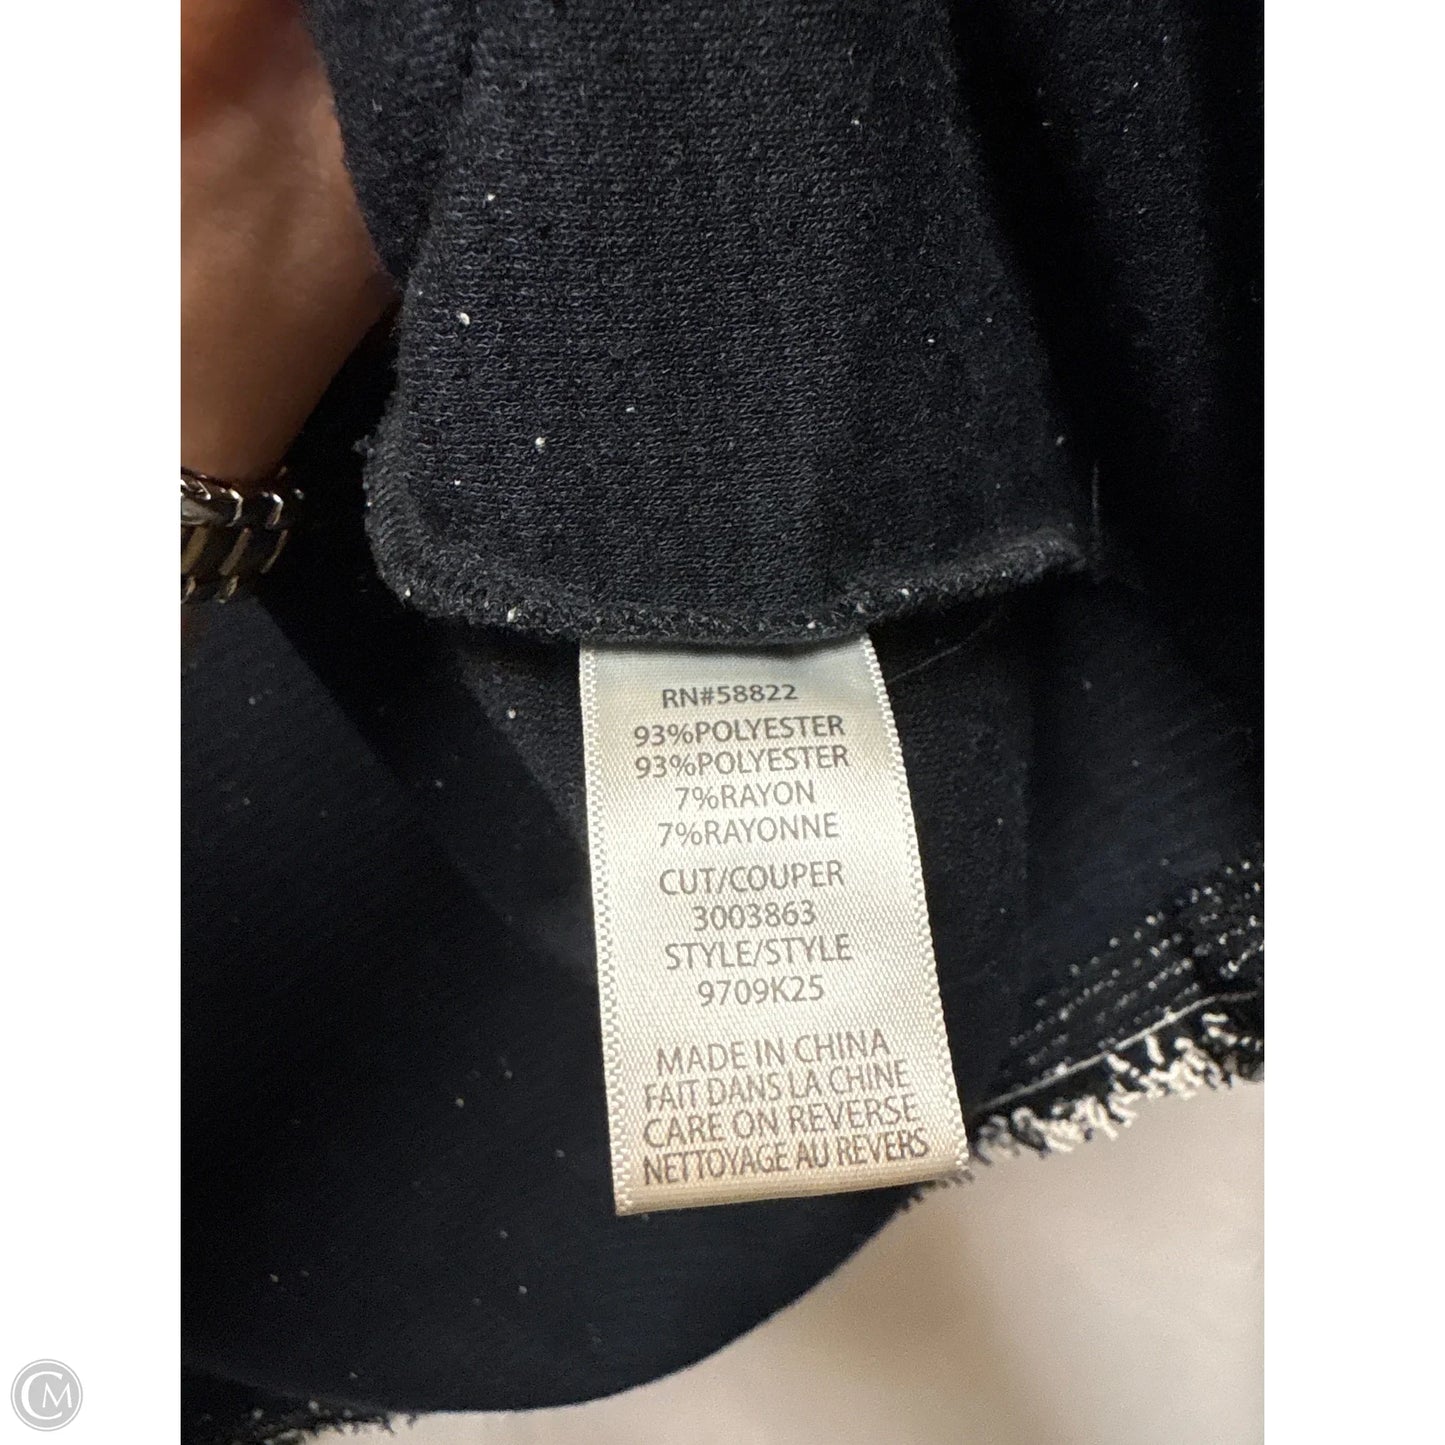 RN#58822
93%POLYESTER
93%POLYESTER
7%RAYON
7%RAYONNE
CUT/COUPER
3003863
STYLE/STYLE
9709K25
MADE IN CHINA
FAIT DANS LA CHINE
CARE ON REVERSE
NETTOYAGE AU REVERS
CM